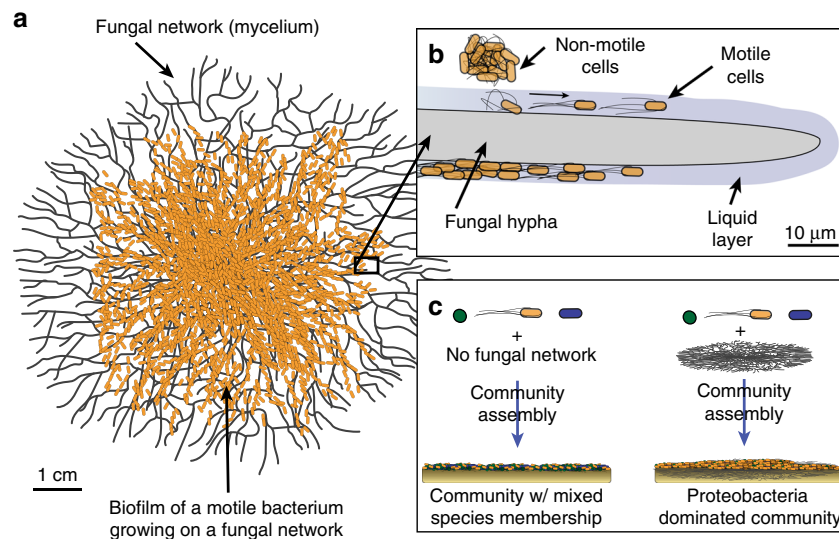 a
Fungal network (mycelium)
1 cm
Biofilm of a motile bacterium
growing on a fungal network
b
Non-motile
cells
Motile
cells
Fungal hypha
Liquid
layer
10 μm
c
+
No fungal network
Community
assembly
Community w/ mixed
species membership
+
Community
assembly
Proteobacteria
dominated community